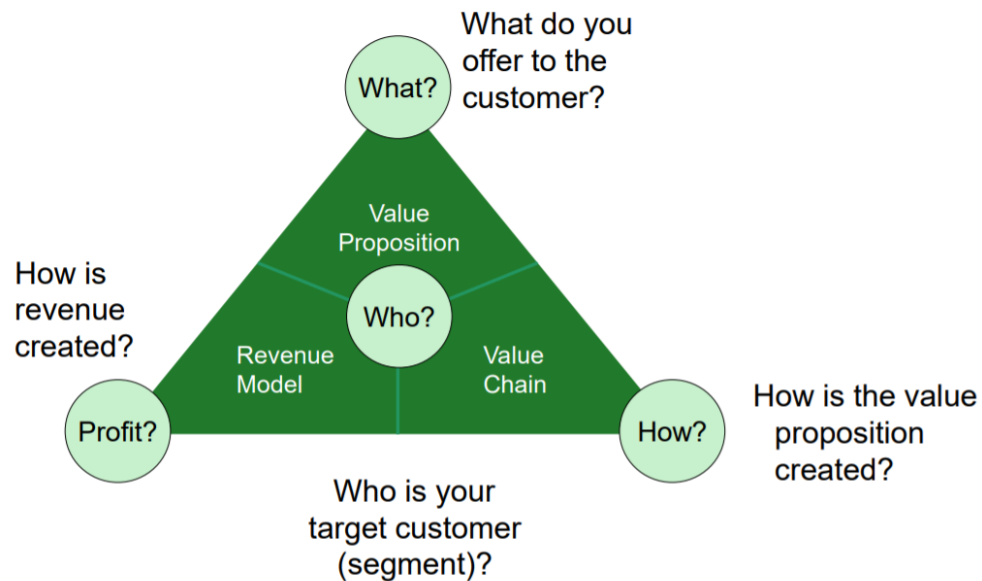 What do you
offer to the
customer?
What?
Value
Proposition
How is
revenue
created?
Who?
Revenue
Model
Value
Chain
Profit?
How?
How is the value
proposition
created?
Who is your
target customer
(segment)?